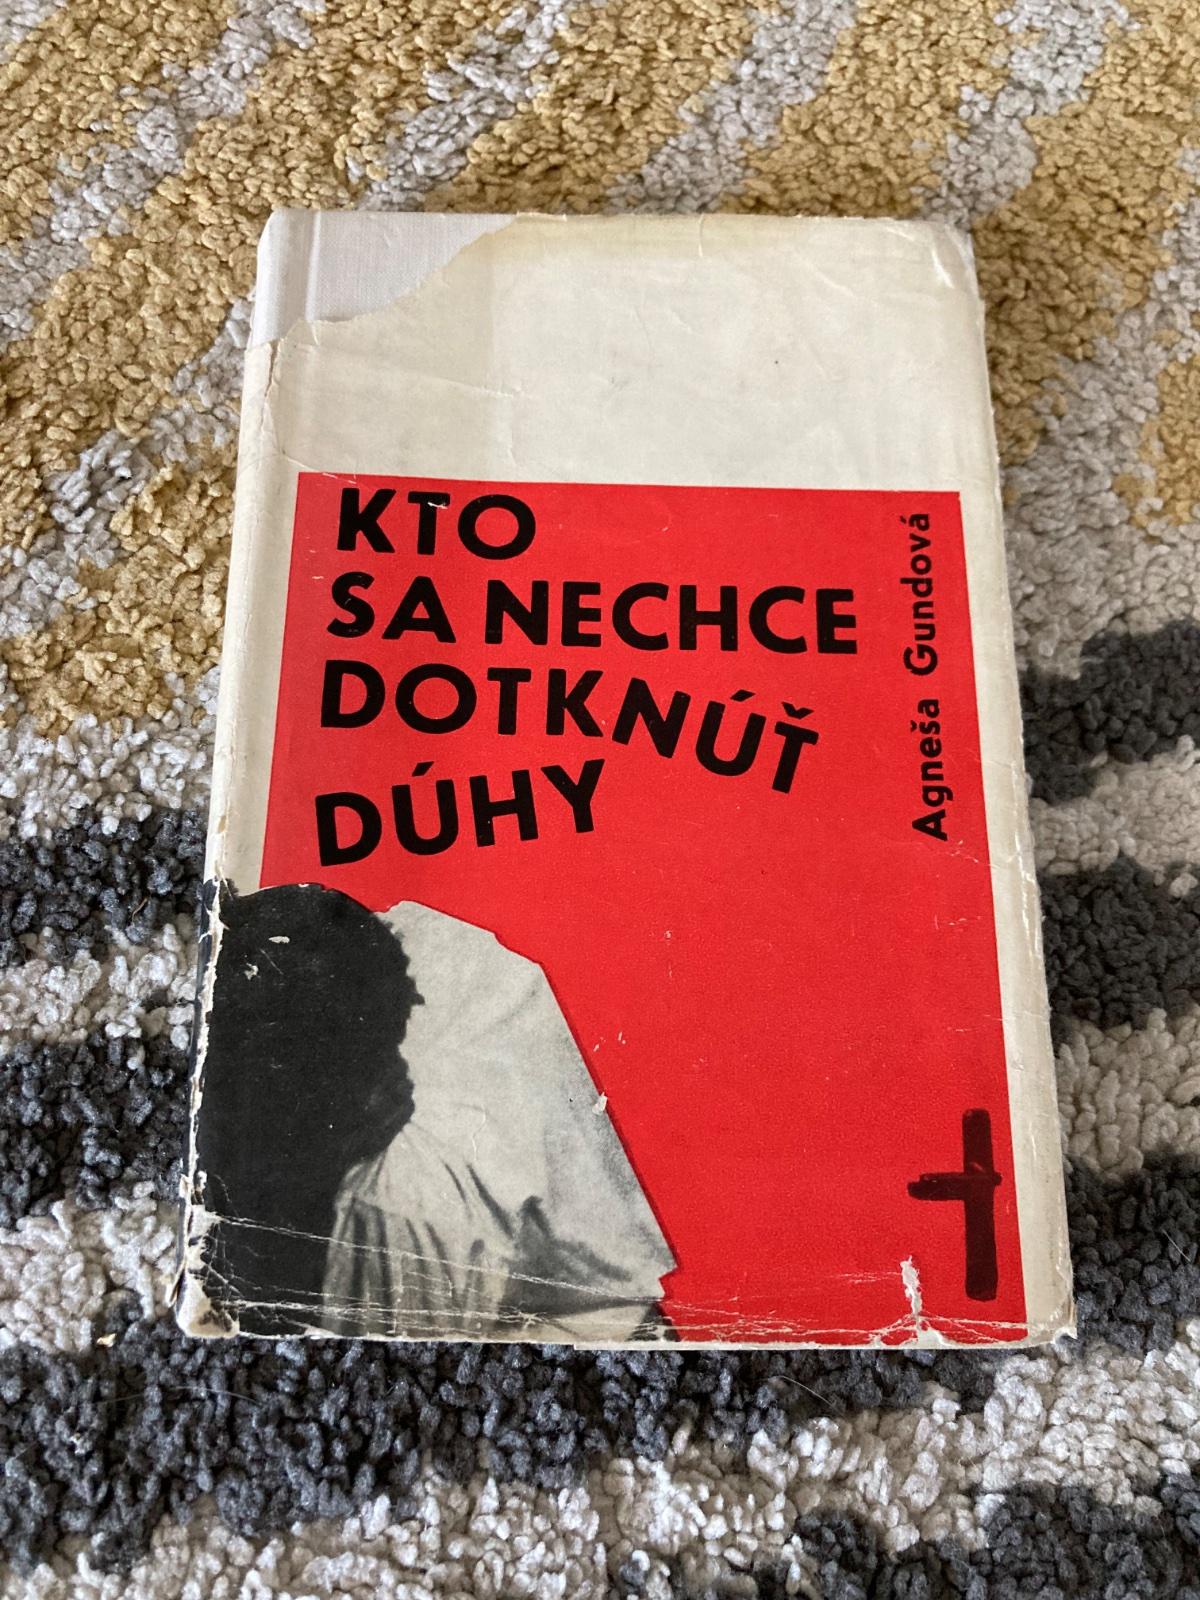 KTO
SA NECHCE
DOTKNÚŤ
DÚHY
Agneša Gundová